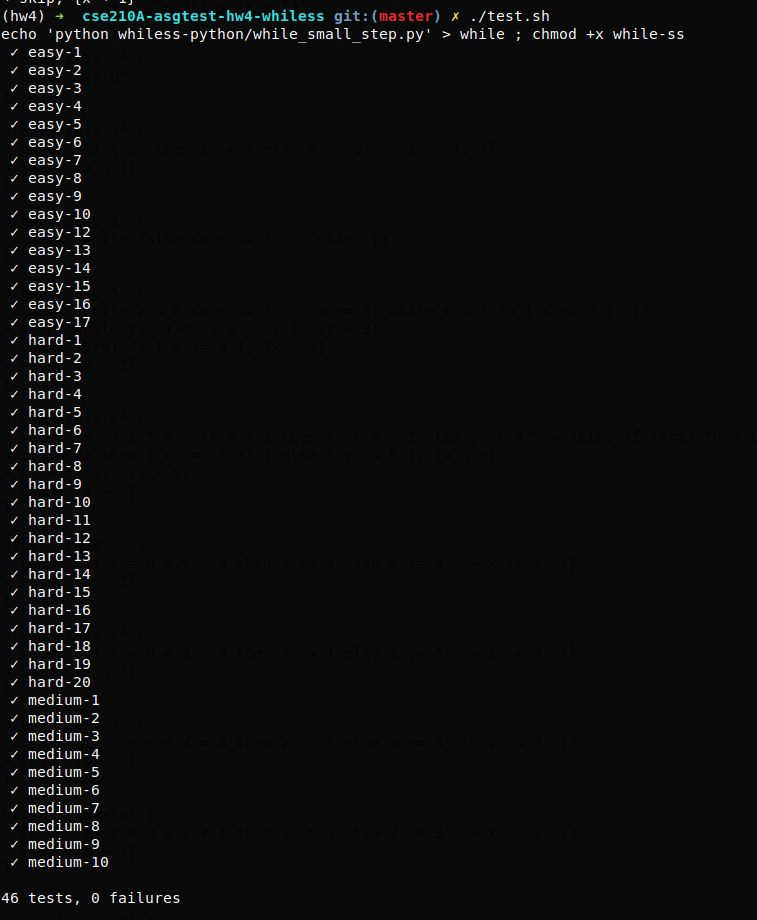 (hw4) ➜  cse210A-asgtest-hw4-whiless git:(master) ✗ ./test.sh
echo 'python whiless-python/while_small_step.py' > while ; chmod +x while-ss
✓ easy-1
✓ easy-2
✓ easy-3
✓ easy-4
✓ easy-5
✓ easy-6
✓ easy-7
✓ easy-8
✓ easy-9
✓ easy-10
✓ easy-12
✓ easy-13
✓ easy-14
✓ easy-15
✓ easy-16
✓ easy-17
✓ hard-1
✓ hard-2
✓ hard-3
✓ hard-4
✓ hard-5
✓ hard-6
✓ hard-7
✓ hard-8
✓ hard-9
✓ hard-10
✓ hard-11
✓ hard-12
✓ hard-13
✓ hard-14
✓ hard-15
✓ hard-16
✓ hard-17
✓ hard-18
✓ hard-19
✓ hard-20
✓ medium-1
✓ medium-2
✓ medium-3
✓ medium-4
✓ medium-5
✓ medium-6
✓ medium-7
✓ medium-8
✓ medium-9
✓ medium-10
46 tests, 0 failures